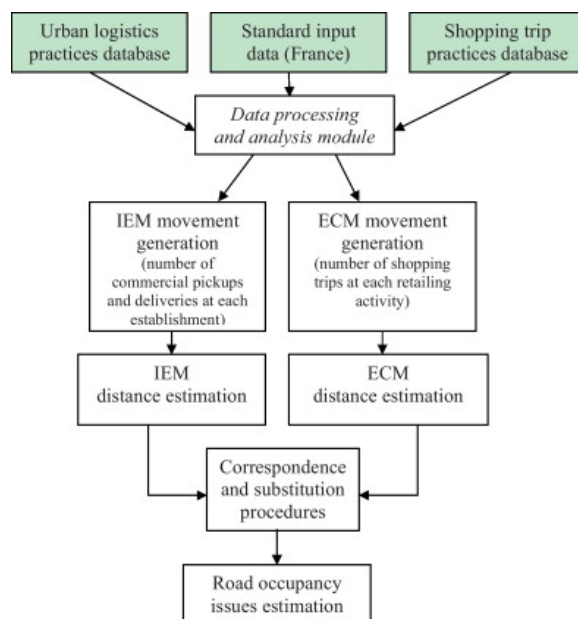 Urban logistics
practices database
Standard input
data (France)
Shopping trip
practices database
Data processing
and analysis module
IEM movement
generation
(number of
commercial pickups
and deliveries at each
establishment)
ECM movement
generation
(number of shopping
trips at each retailing
activity)
IEM
distance estimation
ECM
distance estimation
Correspondence
and substitution
procedures
Road occupancy
issues estimation